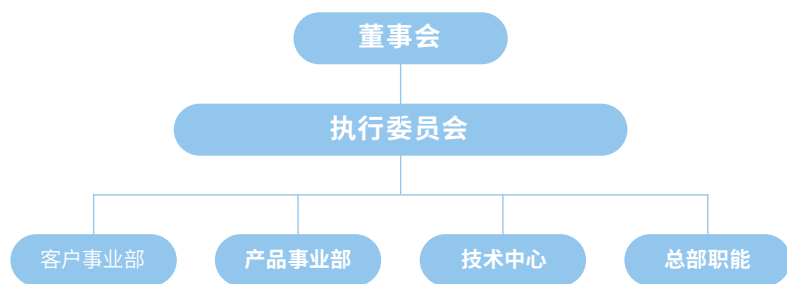 董事会
执行委员会
客户事业部
产品事业部
技术中心
总部职能